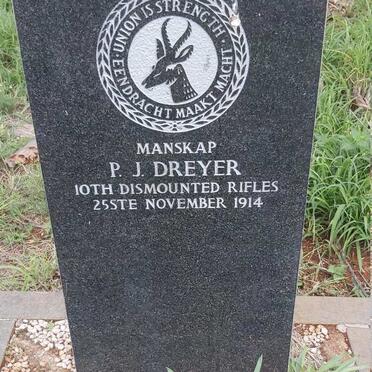 UNION IS STRENGTH
EENDRACHT MAAKT MACHT
MANSKAP
P. J. DREYER
10TH DISMOUNTED RIFLES
25STE NOVEMBER 1914